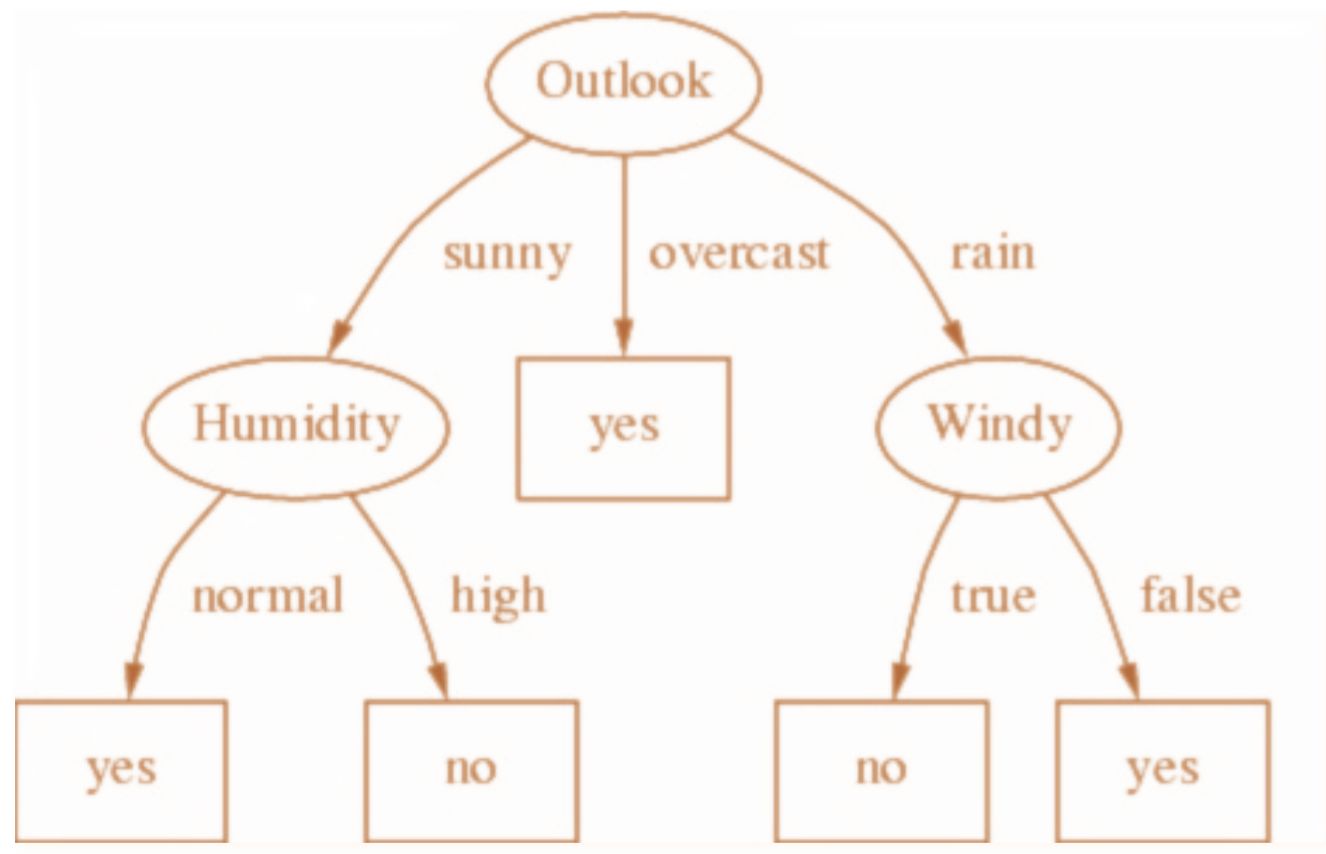 Outlook
sunny overcast rain
Humidity yes Windy
normal high true false
yes no no yes